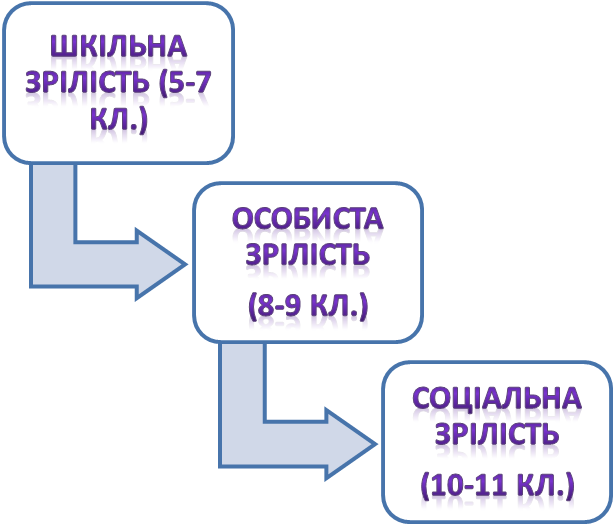 ШКІЛЬНА
ЗРІЛІСТЬ (5-7
КЛ.)
ОСОБИСТА
ЗРІЛІСТЬ
(8-9 КЛ.)
СОЦІАЛЬНА
ЗРІЛІСТЬ
(10-11 КЛ.)